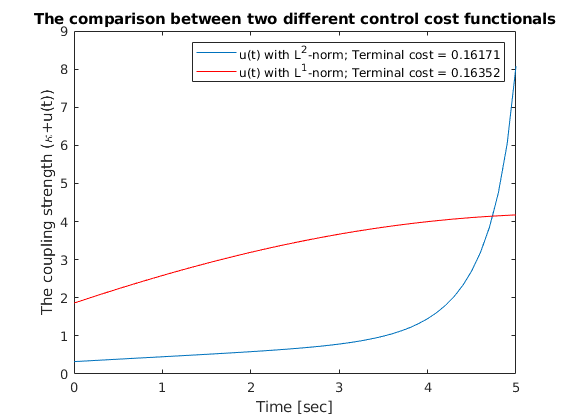 The comparison between two different control cost functionals
u(t) with L²-norm; Terminal cost = 0.16171
u(t) with L¹-norm; Terminal cost = 0.16352
The coupling strength (κ+u(t))
9
8
7
6
5
4
3
2
1
0
0 1 2 3 4 5
Time [sec]